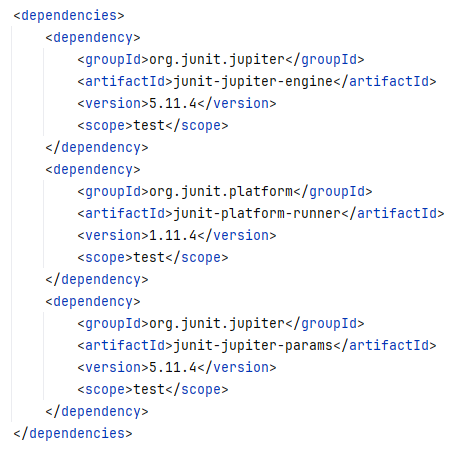 <dependencies>
    <dependency>
        <groupId>org.junit.jupiter</groupId>
        <artifactId>junit-jupiter-engine</artifactId>
        <version>5.11.4</version>
        <scope>test</scope>
    </dependency>
    <dependency>
        <groupId>org.junit.platform</groupId>
        <artifactId>junit-platform-runner</artifactId>
        <version>1.11.4</version>
        <scope>test</scope>
    </dependency>
    <dependency>
        <groupId>org.junit.jupiter</groupId>
        <artifactId>junit-jupiter-params</artifactId>
        <version>5.11.4</version>
        <scope>test</scope>
    </dependency>
</dependencies>